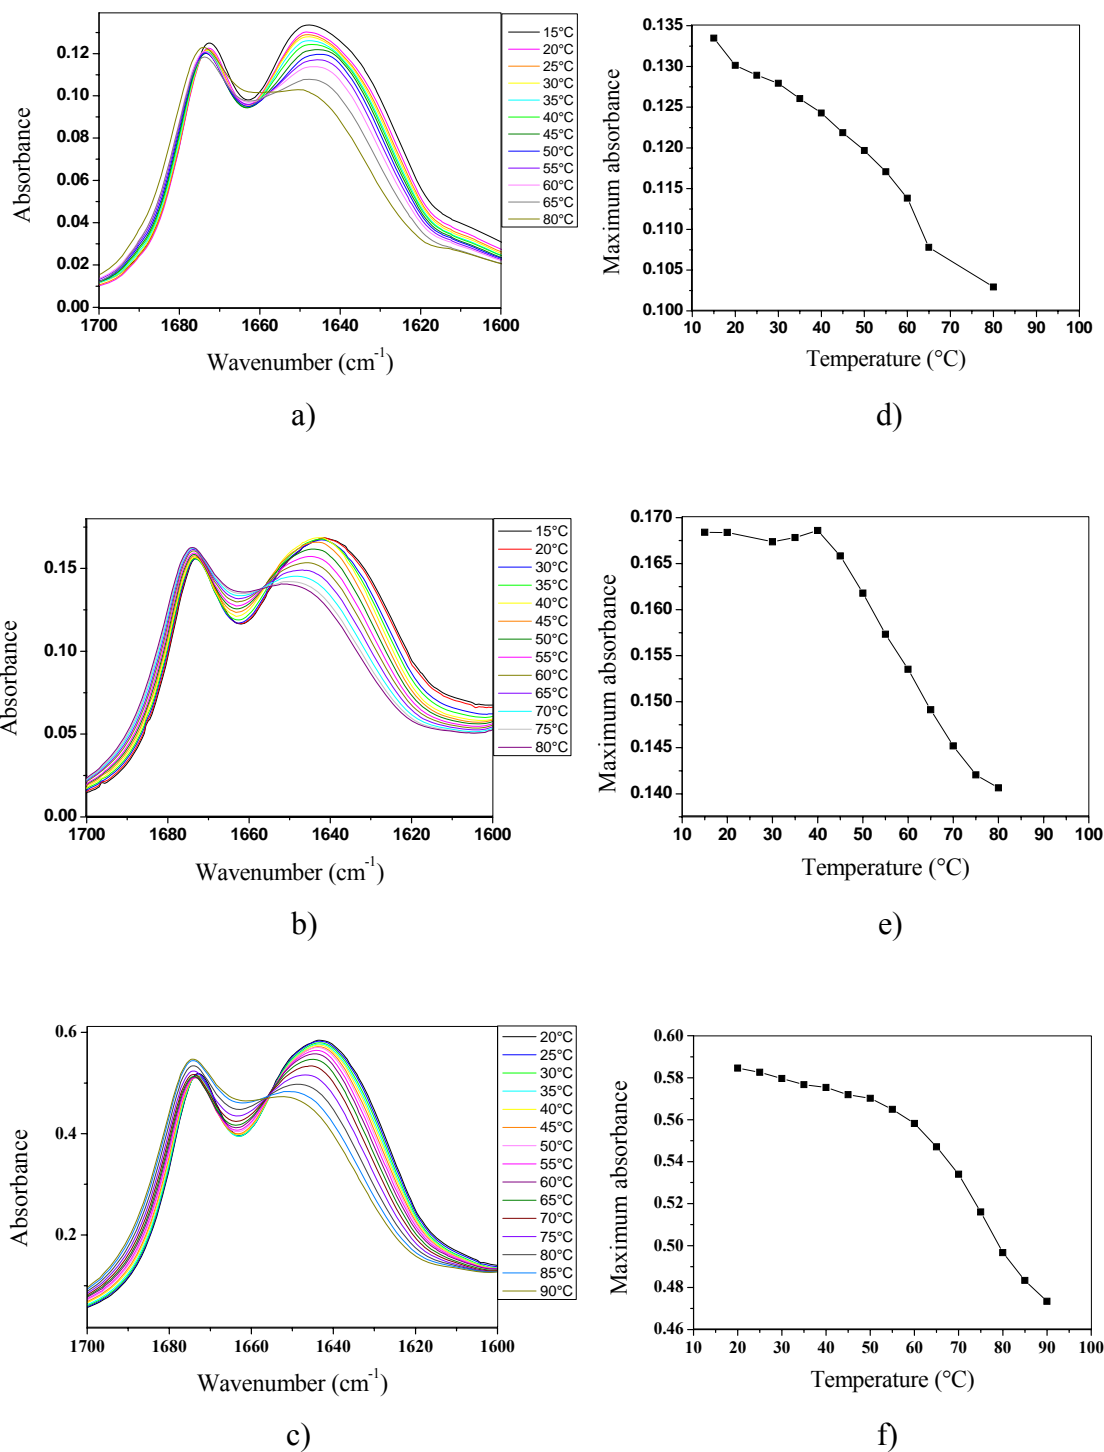 0.12
0.10
0.08
0.06
0.04
0.02
0.00
Absorbance
1700 1680 1660 1640 1620 1600
Wavenumber (cm-1)
15°C
20°C
25°C
30°C
35°C
40°C
45°C
50°C
55°C
60°C
65°C
80°C
a)
0.135
0.130
0.125
0.120
0.115
0.110
0.105
0.100
Maximum absorbance
10 20 30 40 50 60 70 80 90 100
Temperature (°C)
d)
0.15
0.10
0.05
0.00
Absorbance
1700 1680 1660 1640 1620 1600
Wavenumber (cm-1)
15°C
20°C
30°C
35°C
40°C
45°C
50°C
55°C
60°C
65°C
70°C
75°C
80°C
b)
0.170
0.165
0.160
0.155
0.150
0.145
0.140
Maximum absorbance
10 20 30 40 50 60 70 80 90 100
Temperature (°C)
e)
0.6
0.4
0.2
Absorbance
1700 1680 1660 1640 1620 1600
Wavenumber (cm-1)
20°C
25°C
30°C
35°C
40°C
45°C
50°C
55°C
60°C
65°C
70°C
75°C
80°C
85°C
90°C
c)
0.60
0.58
0.56
0.54
0.52
0.50
0.48
0.46
Maximum absorbance
10 20 30 40 50 60 70 80 90 100
Temperature (°C)
f)